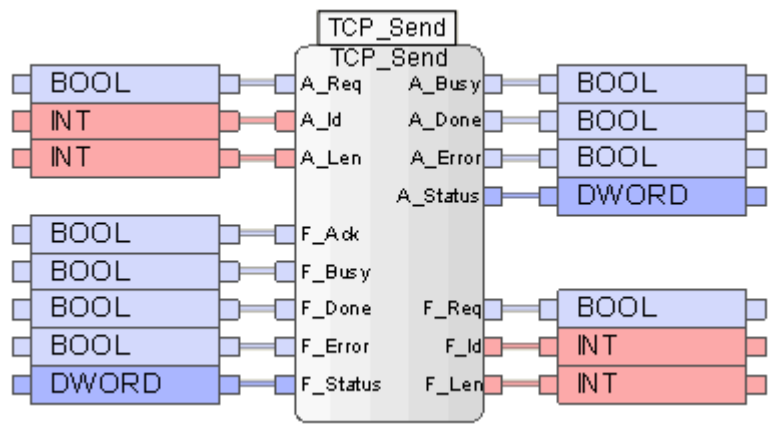 TCP_Send
TCP_Send
BOOL A_Req A_Busy BOOL
INT A_Id A_Done BOOL
INT A_Len A_Error BOOL
A_Status DWORD
BOOL F_Ack
BOOL F_Busy
BOOL F_Done F_Req BOOL
BOOL F_Error F_Id INT
DWORD F_Status F_Len INT